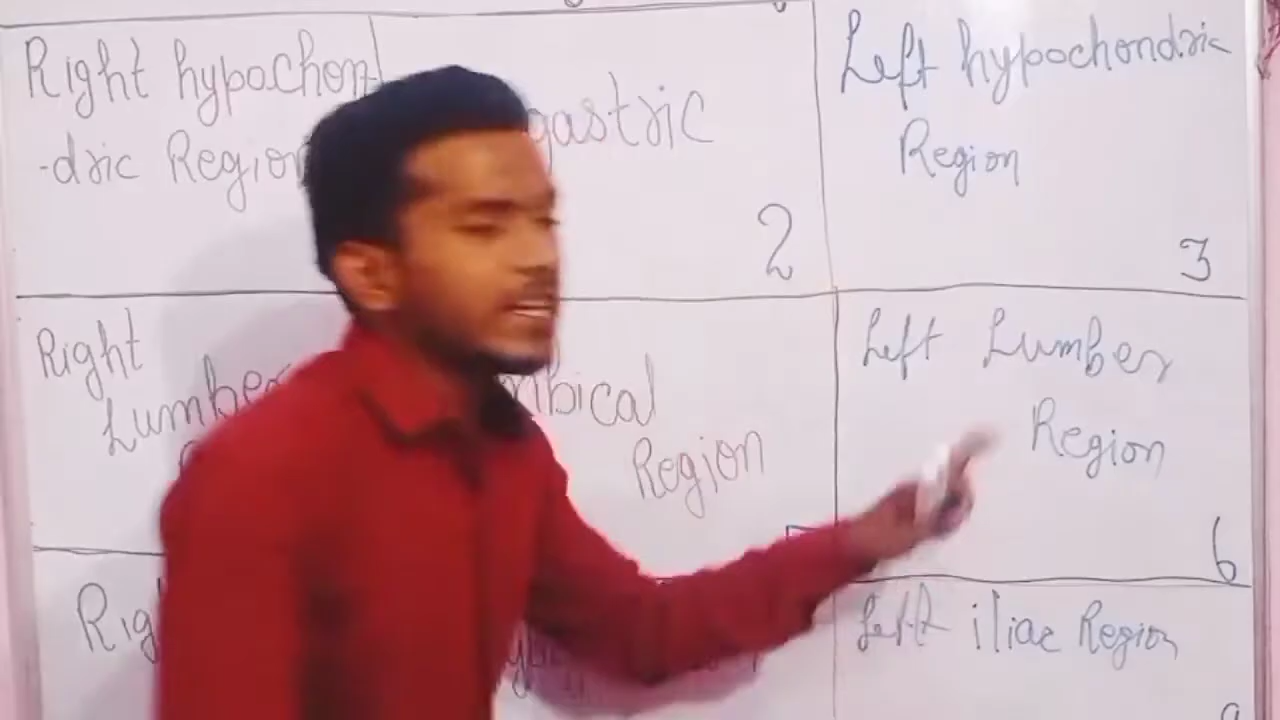 Right hypochon
-dric Region
gastric
2
Left hypochondric
Region
3
Right
Lumber
mbical
Region
Left Lumber
Region
6
Rig
Left iliac Region